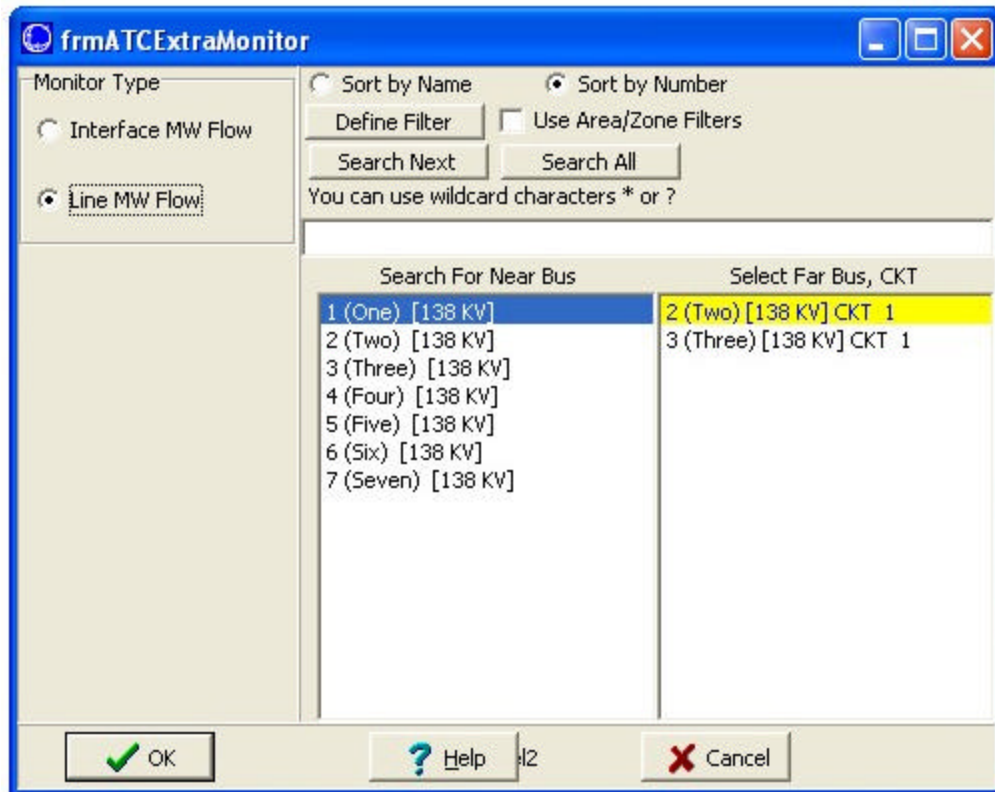 frmATCExtraMonitor
Monitor Type
Interface MW Flow
Line MW Flow
Sort by Name
Sort by Number
Define Filter
Use Area/Zone Filters
Search Next
Search All
You can use wildcard characters * or ?
Search For Near Bus
1 (One) [138 KV]
2 (Two) [138 KV]
3 (Three) [138 KV]
4 (Four) [138 KV]
5 (Five) [138 KV]
6 (Six) [138 KV]
7 (Seven) [138 KV]
Select Far Bus, CKT
2 (Two) [138 KV] CKT 1
3 (Three) [138 KV] CKT 1
OK
Help
Cancel